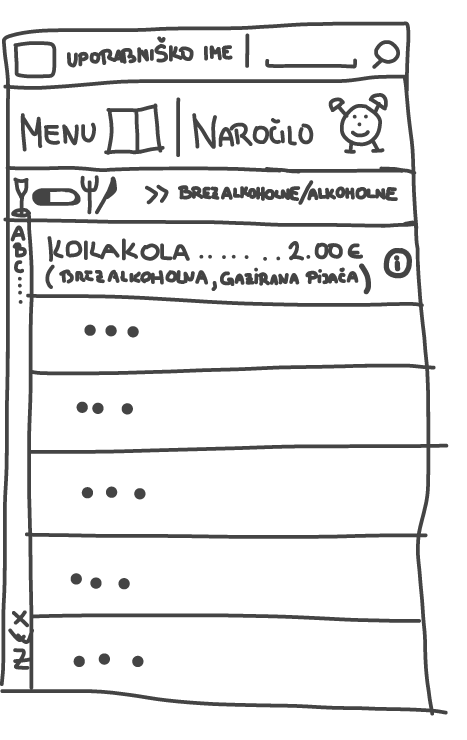 UPORABNIŠKO IME
MENU | NAROČILO
>> BREZALKOHOLNE/ALKOHOLNE
A
B
C
....
KOKAKOLA ...... 2.00€
(BREZALKOHOLNA, GAZIRANA PIJAČA)
i
X
Y
Z